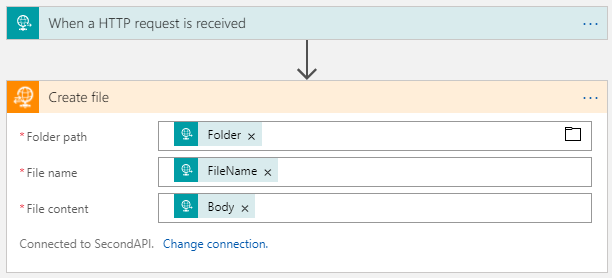 When a HTTP request is received ...
Create file ...
* Folder path Folder ×
* File name FileName ×
* File content Body ×
Connected to SecondAPI. Change connection.